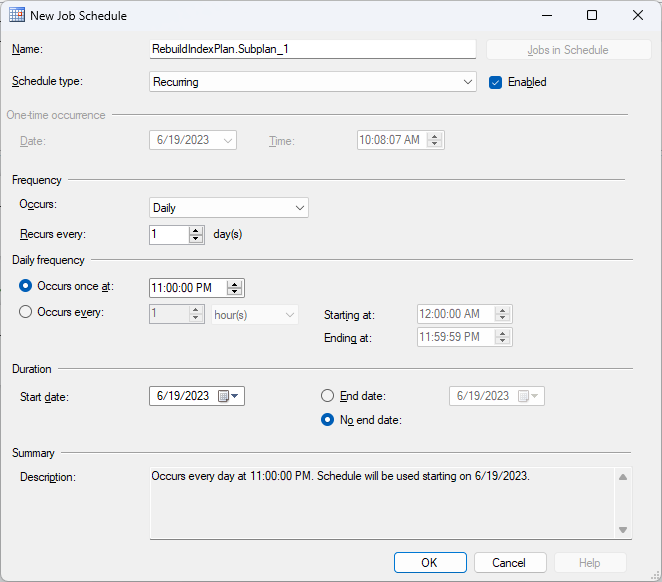 New Job Schedule
Name: RebuildIndexPlan.Subplan_1 Jobs in Schedule
Schedule type: Recurring Enabled
One-time occurrence
Date: 6/19/2023 Time: 10:08:07 AM
Frequency
Occurs: Daily
Recurs every: 1 day(s)
Daily frequency
Occurs once at: 11:00:00 PM
Occurs every: 1 hour(s) Starting at: 12:00:00 AM
Ending at: 11:59:59 PM
Duration
Start date: 6/19/2023 End date: 6/19/2023
No end date:
Summary
Description: Occurs every day at 11:00:00 PM. Schedule will be used starting on 6/19/2023.
OK Cancel Help